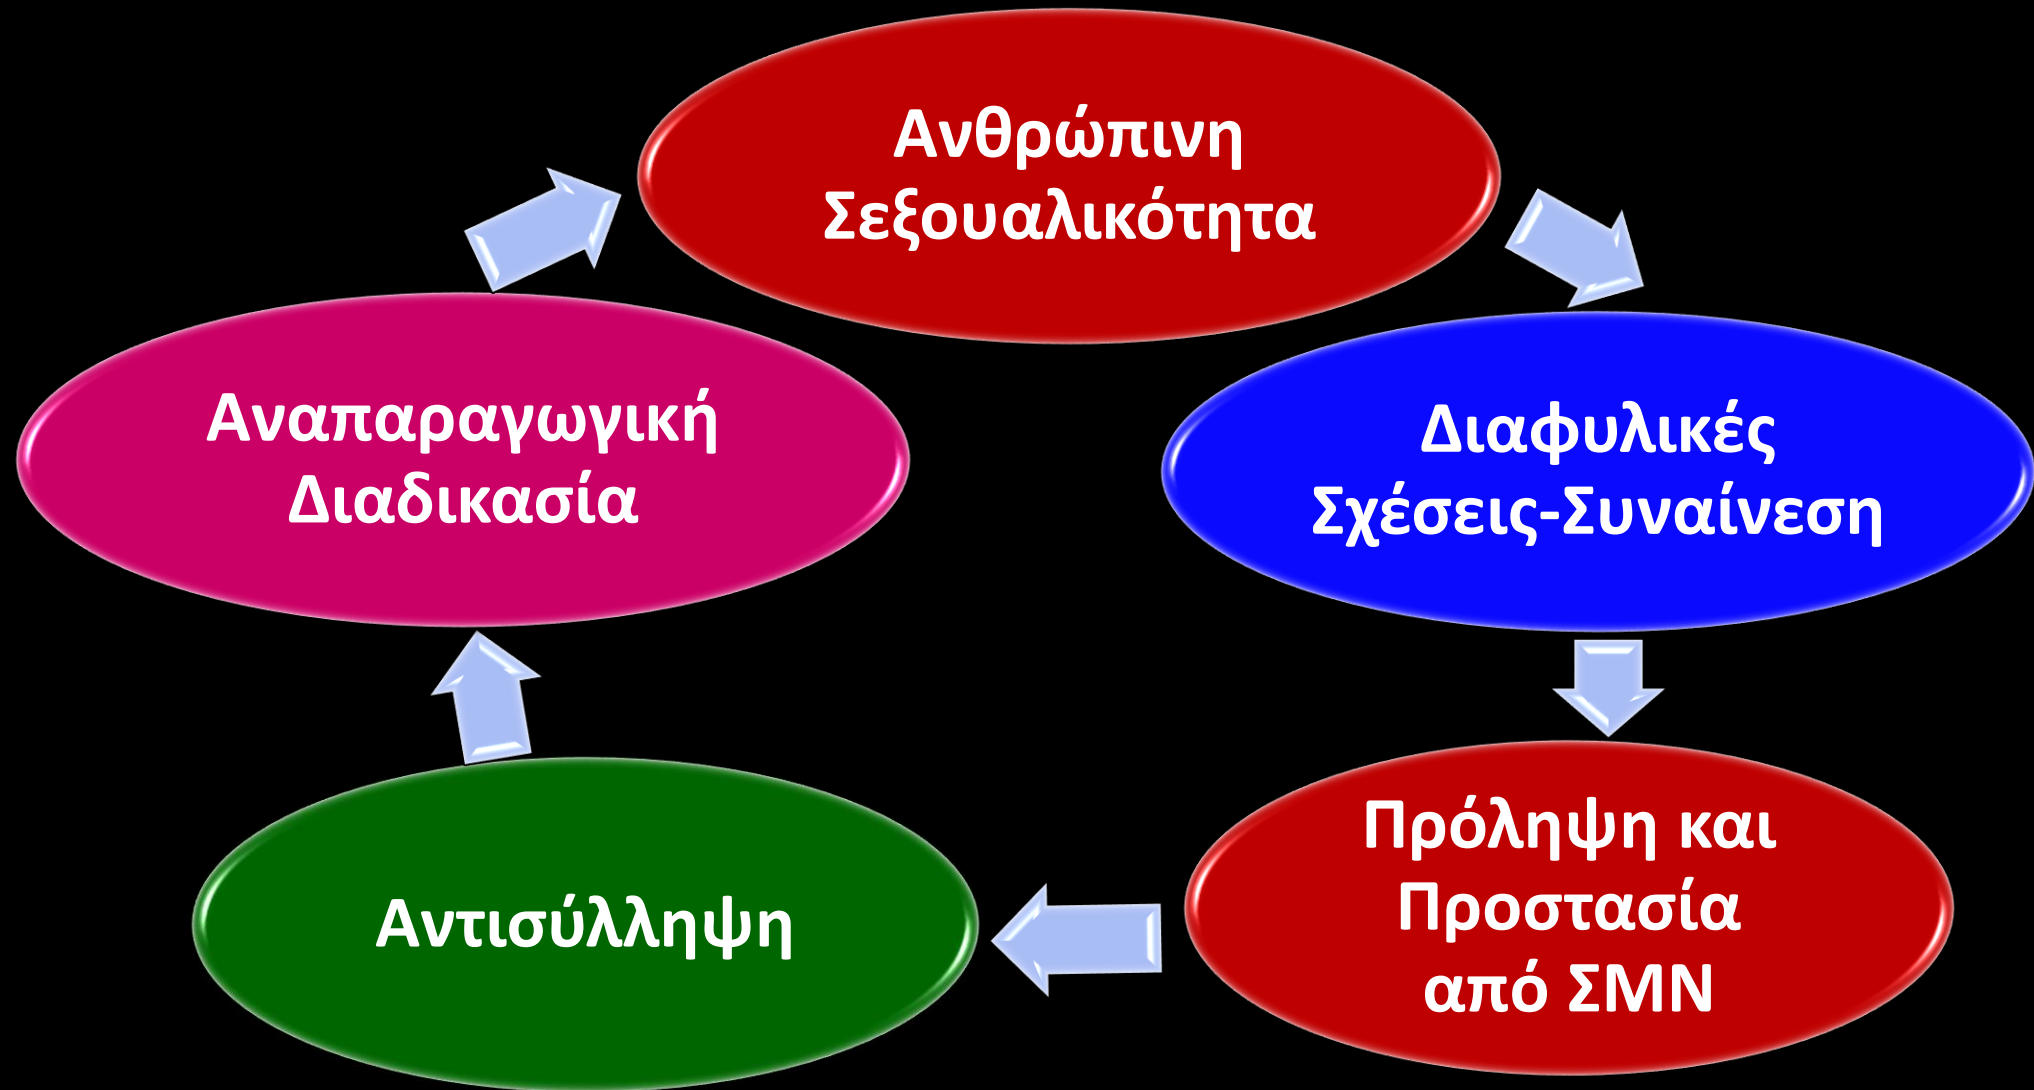 Ανθρώπινη
Σεξουαλικότητα
Διαφυλικές
Σχέσεις-Συναίνεση
Πρόληψη και
Προστασία
από ΣΜΝ
Αντισύλληψη
Αναπαραγωγική
Διαδικασία